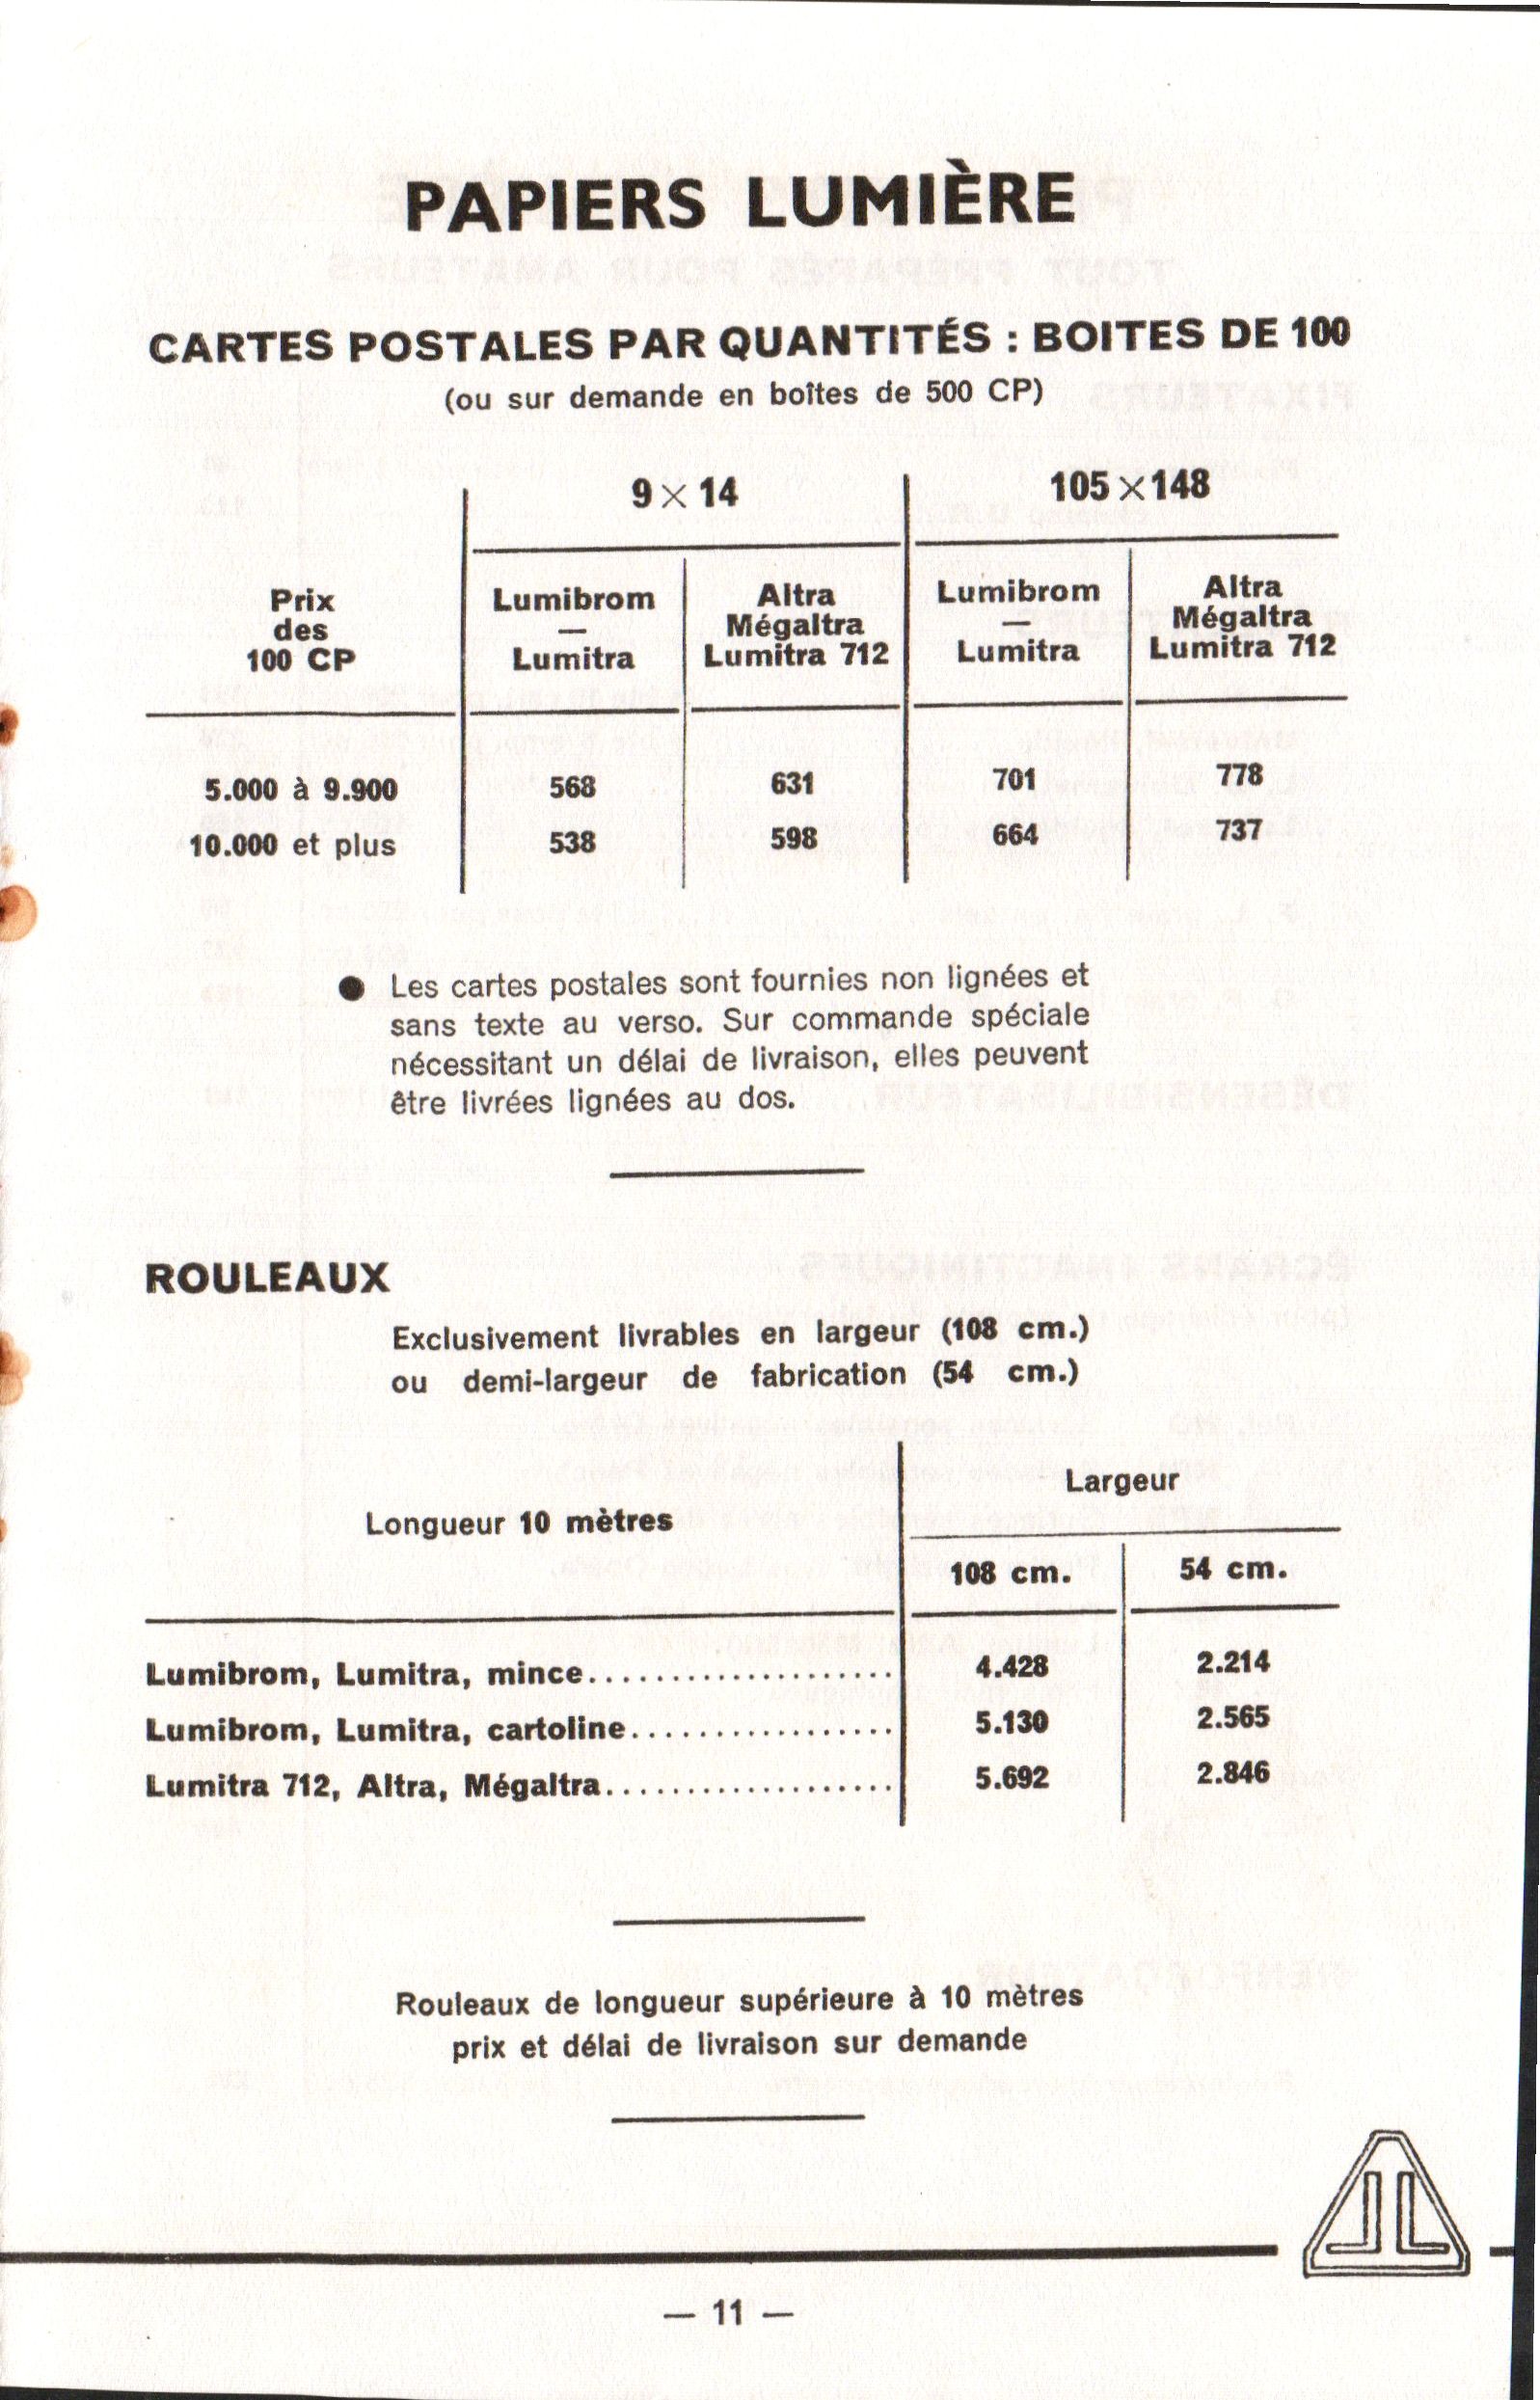 PAPIERS LUMIÈRE
CARTES POSTALES PAR QUANTITÉS : BOITES DE 100
(ou sur demande en boîtes de 500 CP)
9 × 14 105 × 148
Prix des 100 CP
Lumibrom — Lumitra
Altra Mégaltra Lumitra 712
Lumibrom — Lumitra
Altra Mégaltra Lumitra 712
5.000 à 9.900 568 631 701 778
10.000 et plus 538 598 664 737
● Les cartes postales sont fournies non lignées et
sans texte au verso. Sur commande spéciale
nécessitant un délai de livraison, elles peuvent
être livrées lignées au dos.
ROULEAUX
Exclusivement livrables en largeur (108 cm.)
ou demi-largeur de fabrication (54 cm.)
Largeur
Longueur 10 mètres
108 cm. 54 cm.
Lumibrom, Lumitra, mince.................... 4.428 2.214
Lumibrom, Lumitra, cartoline.................. 5.130 2.565
Lumitra 712, Altra, Mégaltra.................... 5.692 2.846
Rouleaux de longueur supérieure à 10 mètres
prix et délai de livraison sur demande
— 11 —